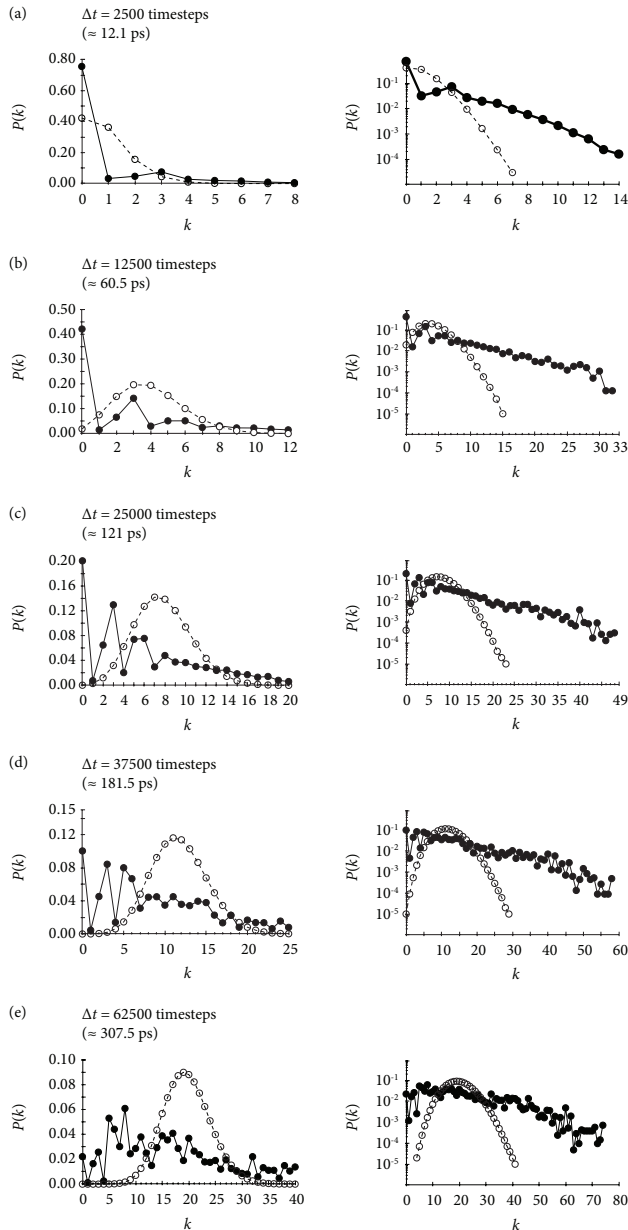 (a)
Δt = 2500 timesteps
(≈ 12.1 ps)
P(k)
0.80
0.60
0.40
0.20
0.00
0 1 2 3 4 5 6 7 8
k
P(k)
10-1
10-2
10-3
10-4
0 2 4 6 8 10 12 14
k
(b)
Δt = 12500 timesteps
(≈ 60.5 ps)
P(k)
0.50
0.40
0.30
0.20
0.10
0.00
0 2 4 6 8 10 12
k
P(k)
10-1
10-2
10-3
10-4
10-5
0 5 10 15 20 25 30 33
k
(c)
Δt = 25000 timesteps
(≈ 121 ps)
P(k)
0.20
0.16
0.12
0.08
0.04
0.00
0 2 4 6 8 10 12 14 16 18 20
k
P(k)
10-1
10-2
10-3
10-4
10-5
0 5 10 15 20 25 30 40 49
k
(d)
Δt = 37500 timesteps
(≈ 181.5 ps)
P(k)
0.15
0.12
0.08
0.04
0.00
0 5 10 15 20 25
k
P(k)
10-1
10-2
10-3
10-4
10-5
0 10 20 30 40 50 60
k
(e)
Δt = 62500 timesteps
(≈ 307.5 ps)
P(k)
0.10
0.08
0.06
0.04
0.02
0.00
0 5 10 15 20 25 30 35 40
k
P(k)
10-1
10-2
10-3
10-4
10-5
0 10 20 30 40 50 60 70 80
k